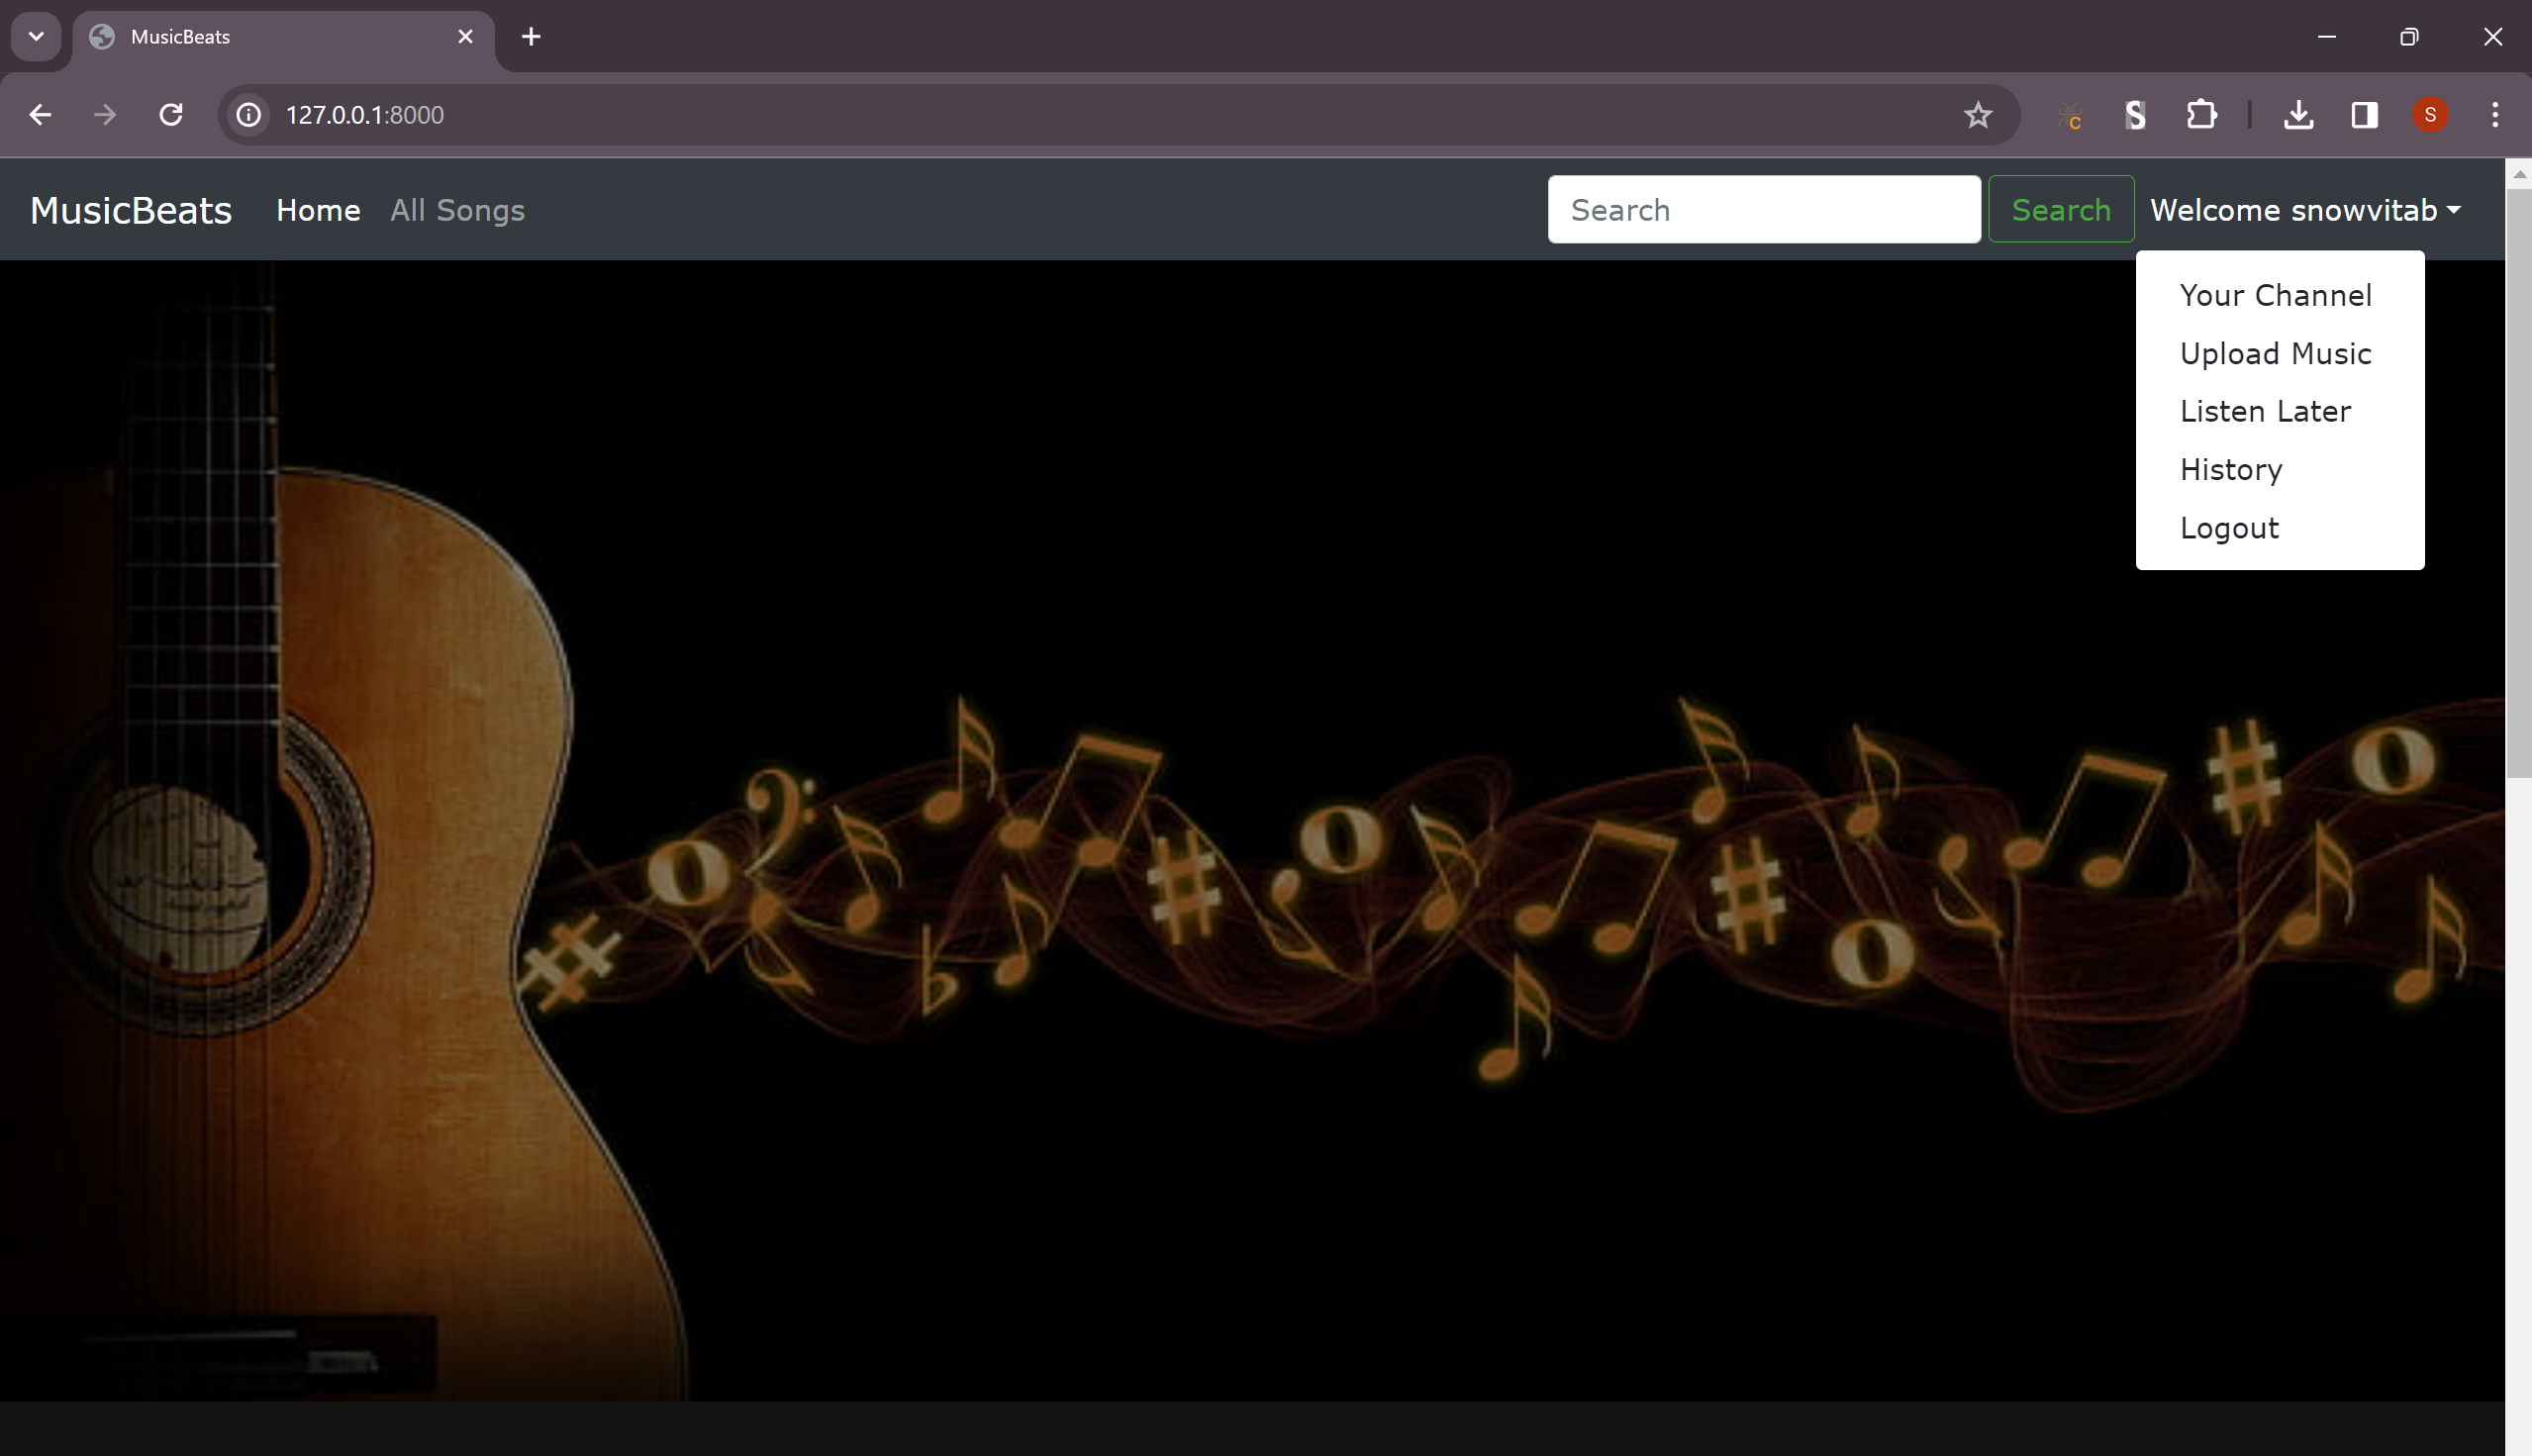 MusicBeats
127.0.0.1:8000
S
MusicBeats Home All Songs Search Search Welcome snowvitab
Your Channel
Upload Music
Listen Later
History
Logout